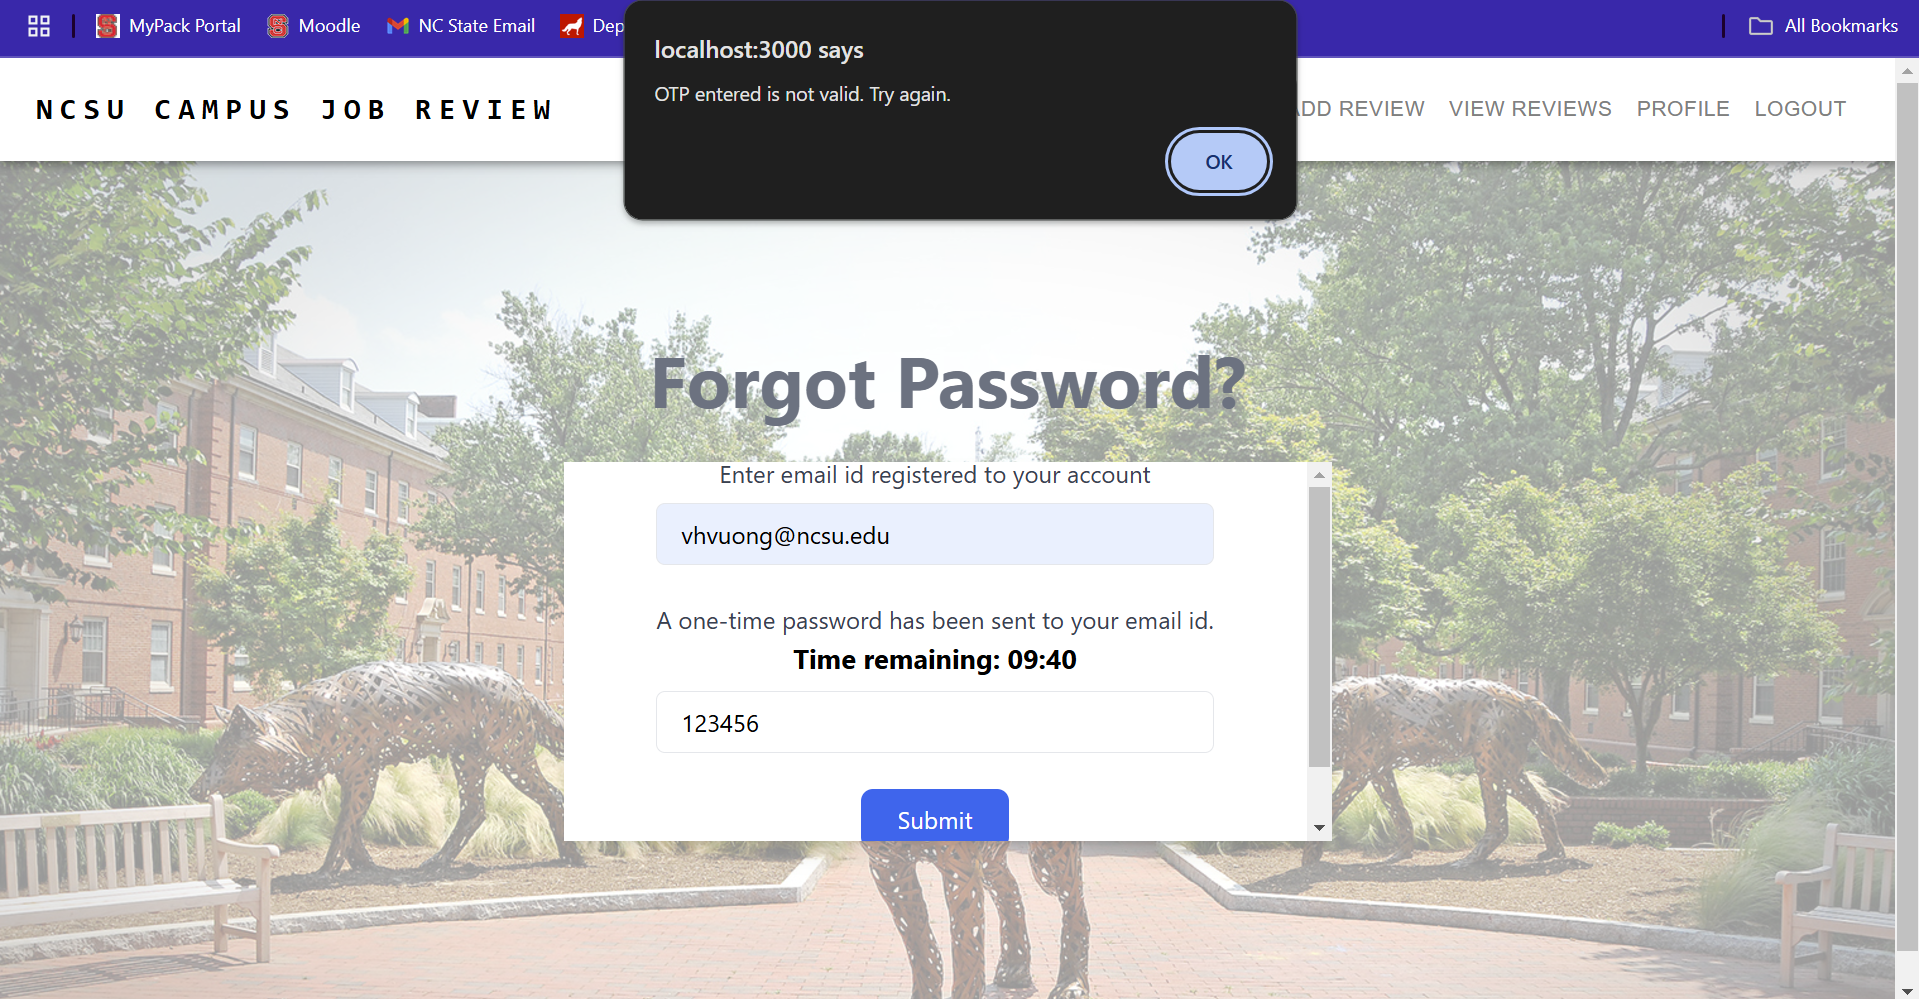 MyPack Portal
Moodle
NC State Email
All Bookmarks
localhost:3000 says
OTP entered is not valid. Try again.
OK
NCSU CAMPUS JOB REVIEW
REVIEW
VIEW REVIEWS
PROFILE
LOGOUT
Forgot Password?
Enter email id registered to your account
vhvuong@ncsu.edu
A one-time password has been sent to your email id.
Time remaining: 09:40
123456
Submit